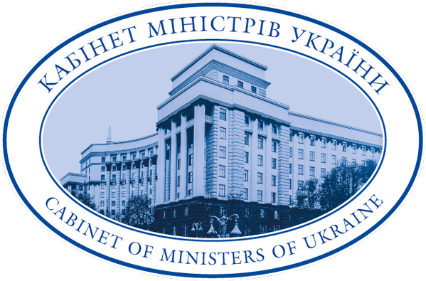 КАБІНЕТ МІНІСТРІВ УКРАЇНИ
CABINET OF MINISTERS OF UKRAINE